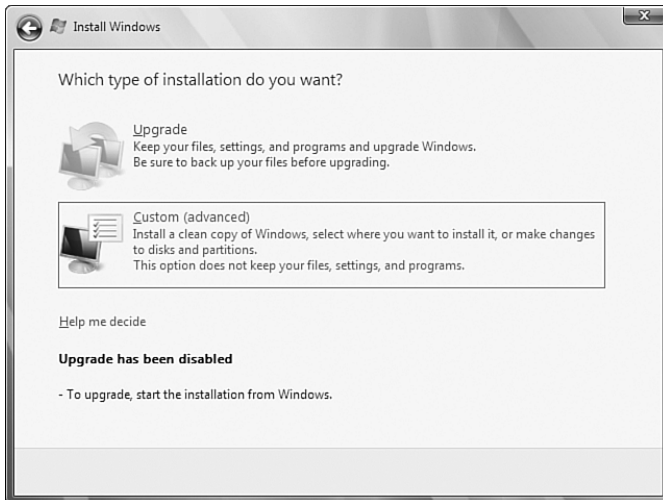 Install Windows
Which type of installation do you want?
Upgrade
Keep your files, settings, and programs and upgrade Windows.
Be sure to back up your files before upgrading.
Custom (advanced)
Install a clean copy of Windows, select where you want to install it, or make changes
to disks and partitions.
This option does not keep your files, settings, and programs.
Help me decide
Upgrade has been disabled
- To upgrade, start the installation from Windows.